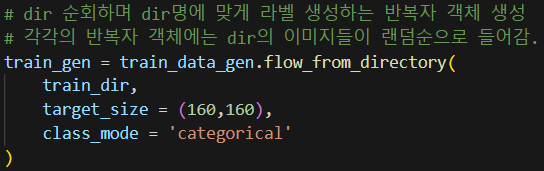 # dir 순회하며 dir명에 맞게 라벨 생성하는 반복자 객체 생성
# 각각의 반복자 객체에는 dir의 이미지들이 랜덤순으로 들어감.
train_gen = train_data_gen.flow_from_directory(
    train_dir,
    target_size = (160,160),
    class_mode = 'categorical'
)